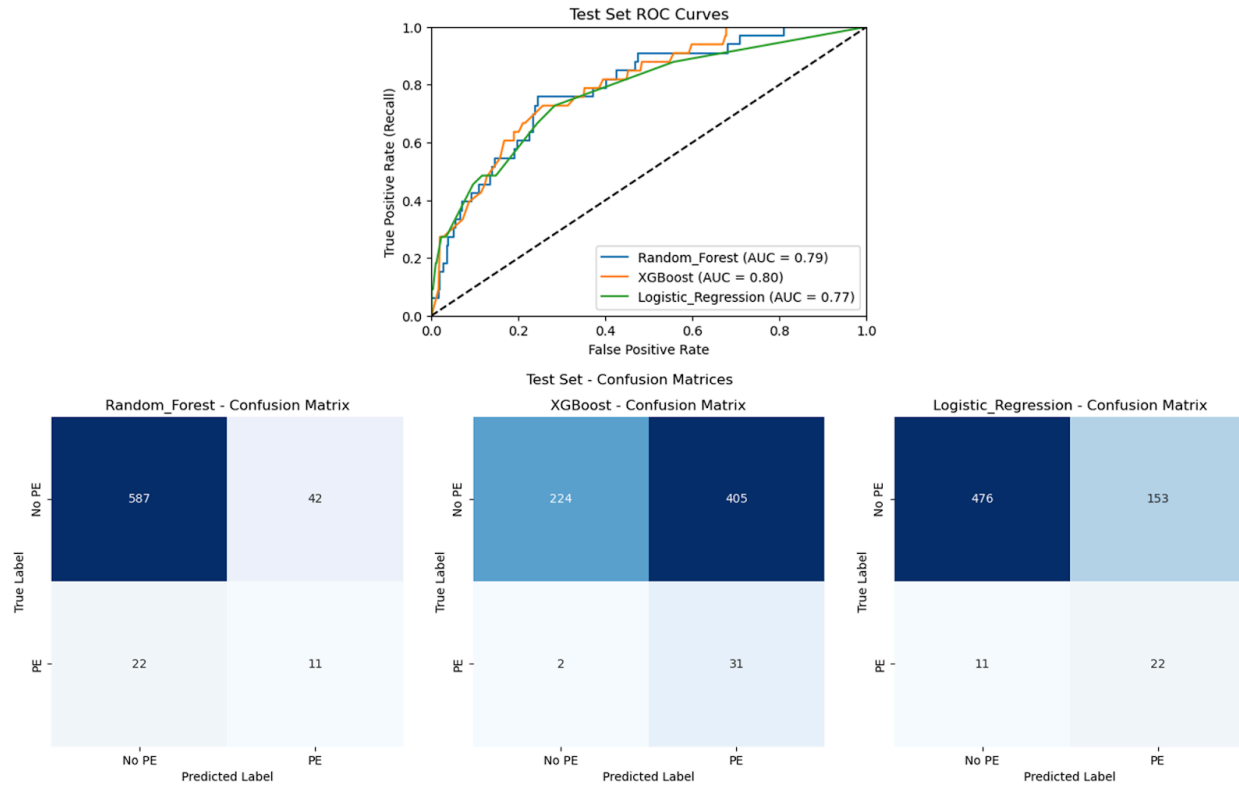 Test Set ROC Curves
1.0
0.8
0.6
0.4
0.2
0.0
True Positive Rate (Recall)
Random_Forest (AUC = 0.79)
XGBoost (AUC = 0.80)
Logistic_Regression (AUC = 0.77)
0.0 0.2 0.4 0.6 0.8 1.0
False Positive Rate
Test Set - Confusion Matrices
Random_Forest - Confusion Matrix
No PE
PE
True Label
587 42
22 11
No PE PE
Predicted Label
XGBoost - Confusion Matrix
No PE
PE
True Label
224 405
2 31
No PE PE
Predicted Label
Logistic_Regression - Confusion Matrix
No PE
PE
True Label
476 153
11 22
No PE PE
Predicted Label